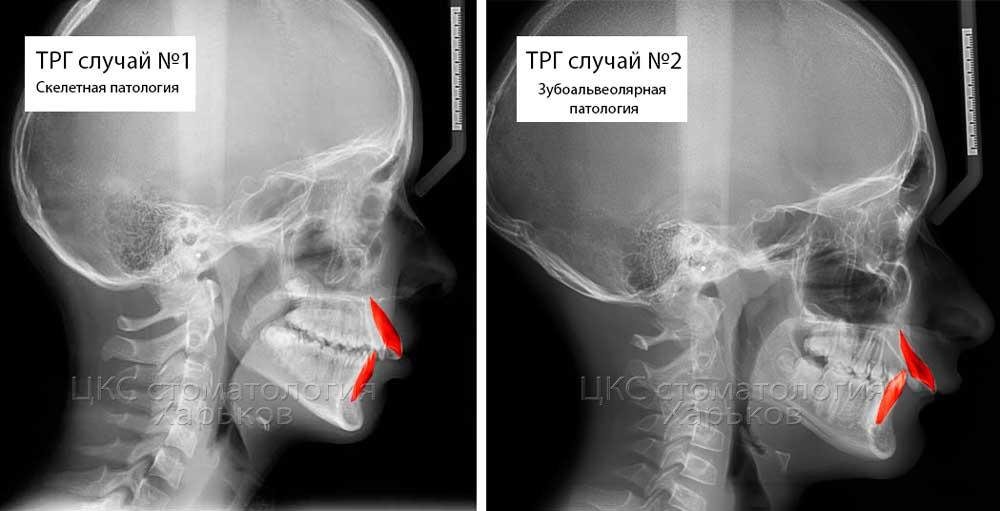 ТРГ случай №1
Скелетная патология
ТРГ случай №2
Зубоальвеолярная
патология
ЦКС стоматология
Харьков
ЦКС стоматология
Харьков